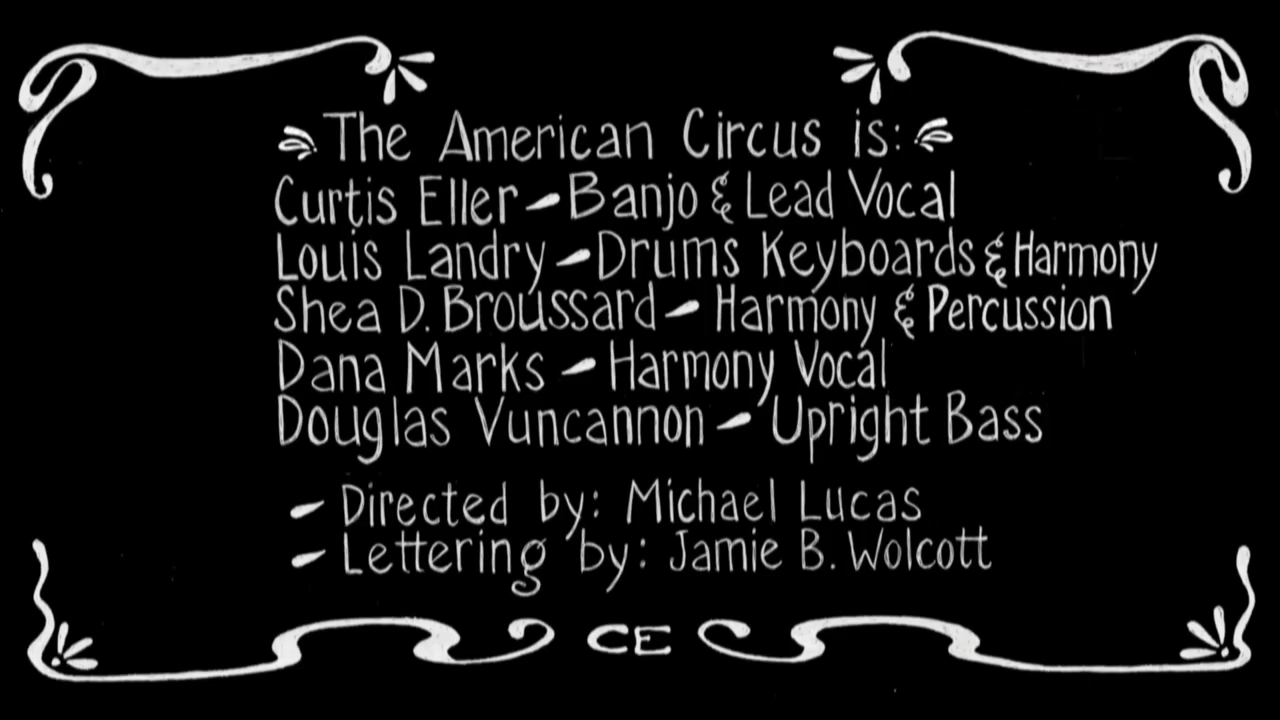 The American Circus is:
Curtis Eller - Banjo & Lead Vocal
Louis Landry - Drums Keyboards & Harmony
Shea D. Broussard - Harmony & Percussion
Dana Marks - Harmony Vocal
Douglas Vuncannon - Upright Bass
- Directed by: Michael Lucas
- Lettering by: Jamie B. Wolcott
CE